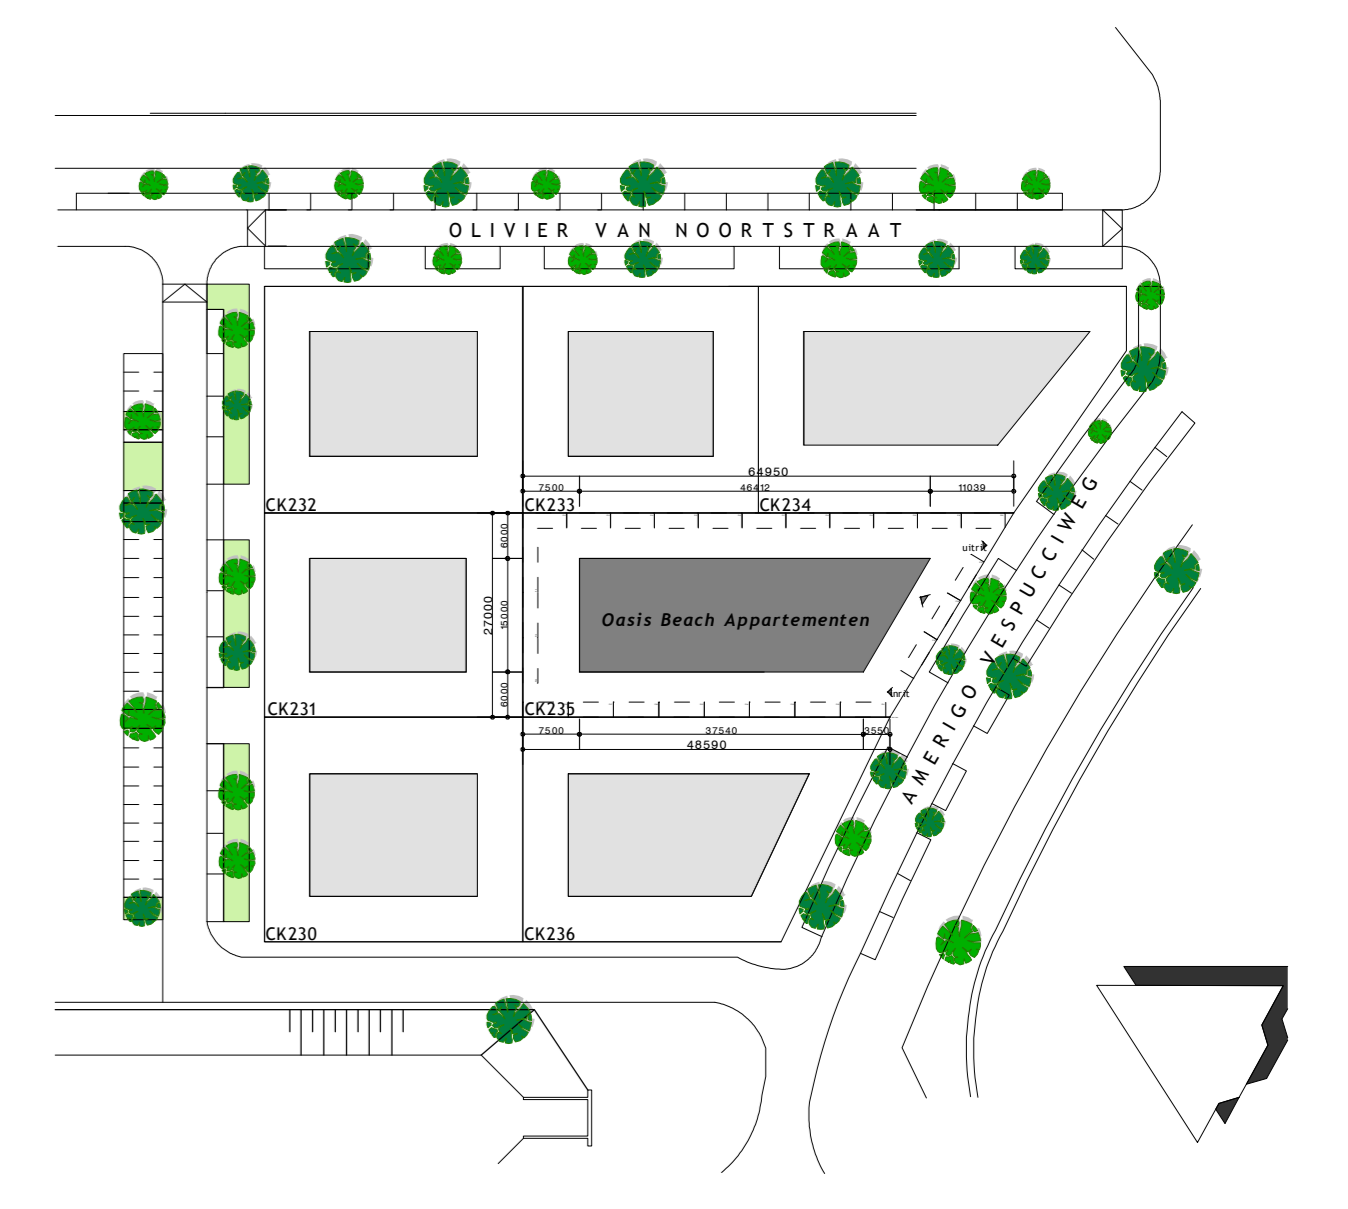 OLIVIER VAN NOORTSTRAAT
64950
7500 46412 11039
CK232 CK233 CK234
6000
uitrit
27000
15000
Oasis Beach Appartementen
AMERIGO VESPUCCIWEG
6000
inrit
CK231 CK235
7500 37540 3550
48590
CK230 CK236